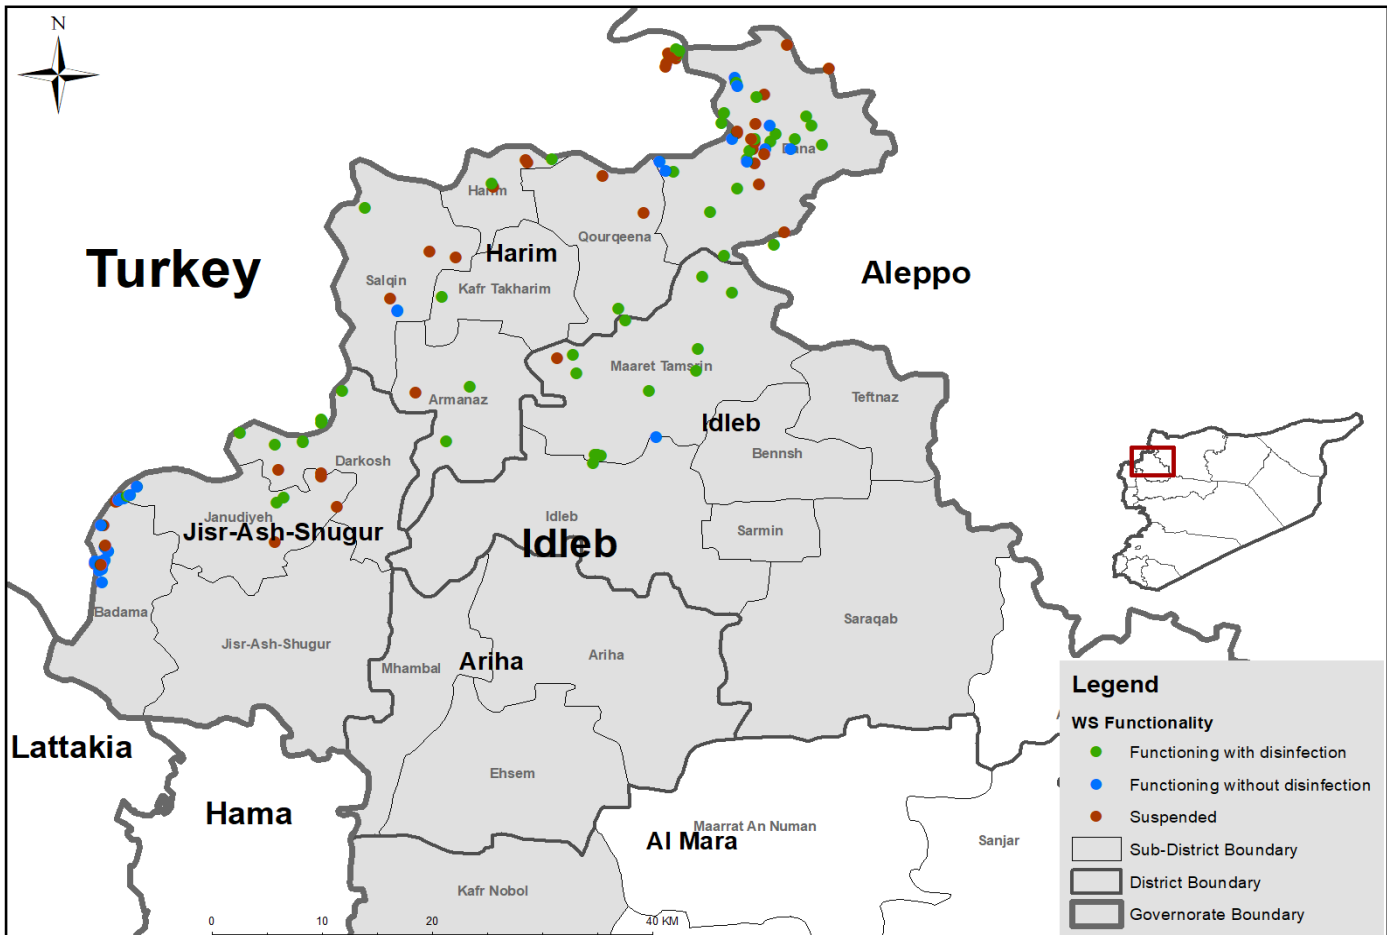 N
Dana
Harim
Qourqeena
Harim
Turkey
Aleppo
Salqin
Kafr Takharim
Maaret Tamsrin
Teftnaz
Armanaz
Idleb
Bennsh
Darkosh
Janudiyeh
Idleb
Sarmin
Jisr-Ash-Shugur
Idleb
Badama
Saraqab
Jisr-Ash-Shugur
Mhambal
Ariha
Ariha
Lattakia
Ehsem
Hama
Maarrat An Numan
Al Mara
Sanjar
Kafr Nobol
0 10 20 40 KM
Legend
WS Functionality
Functioning with disinfection
Functioning without disinfection
Suspended
Sub-District Boundary
District Boundary
Governorate Boundary